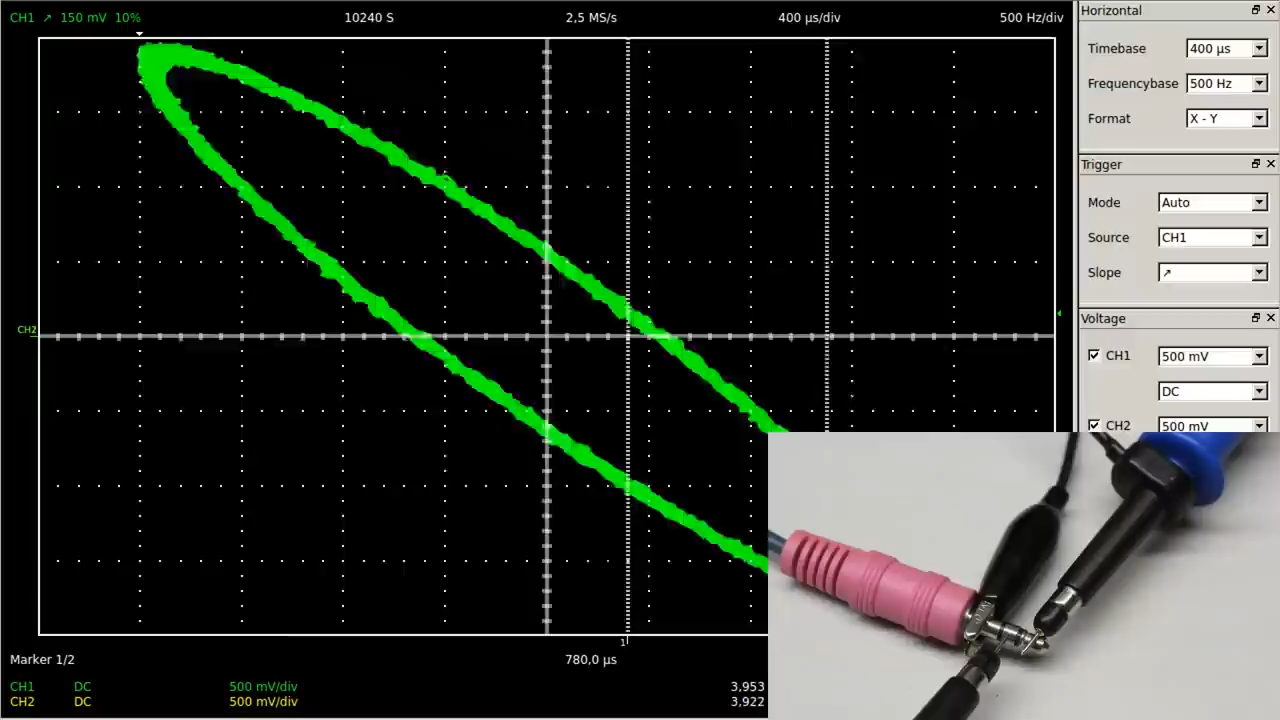 CH1 ↗ 150 mV 10% 10240 S 2,5 MS/s 400 µs/div 500 Hz/div
CH2
1
Marker 1/2 780,0 µs
CH1 DC 500 mV/div 3,953
CH2 DC 500 mV/div 3,922
Horizontal
Timebase 400 µs
Frequencybase 500 Hz
Format X - Y
Trigger
Mode Auto
Source CH1
Slope ↗
Voltage
CH1 500 mV
DC
CH2 500 mV